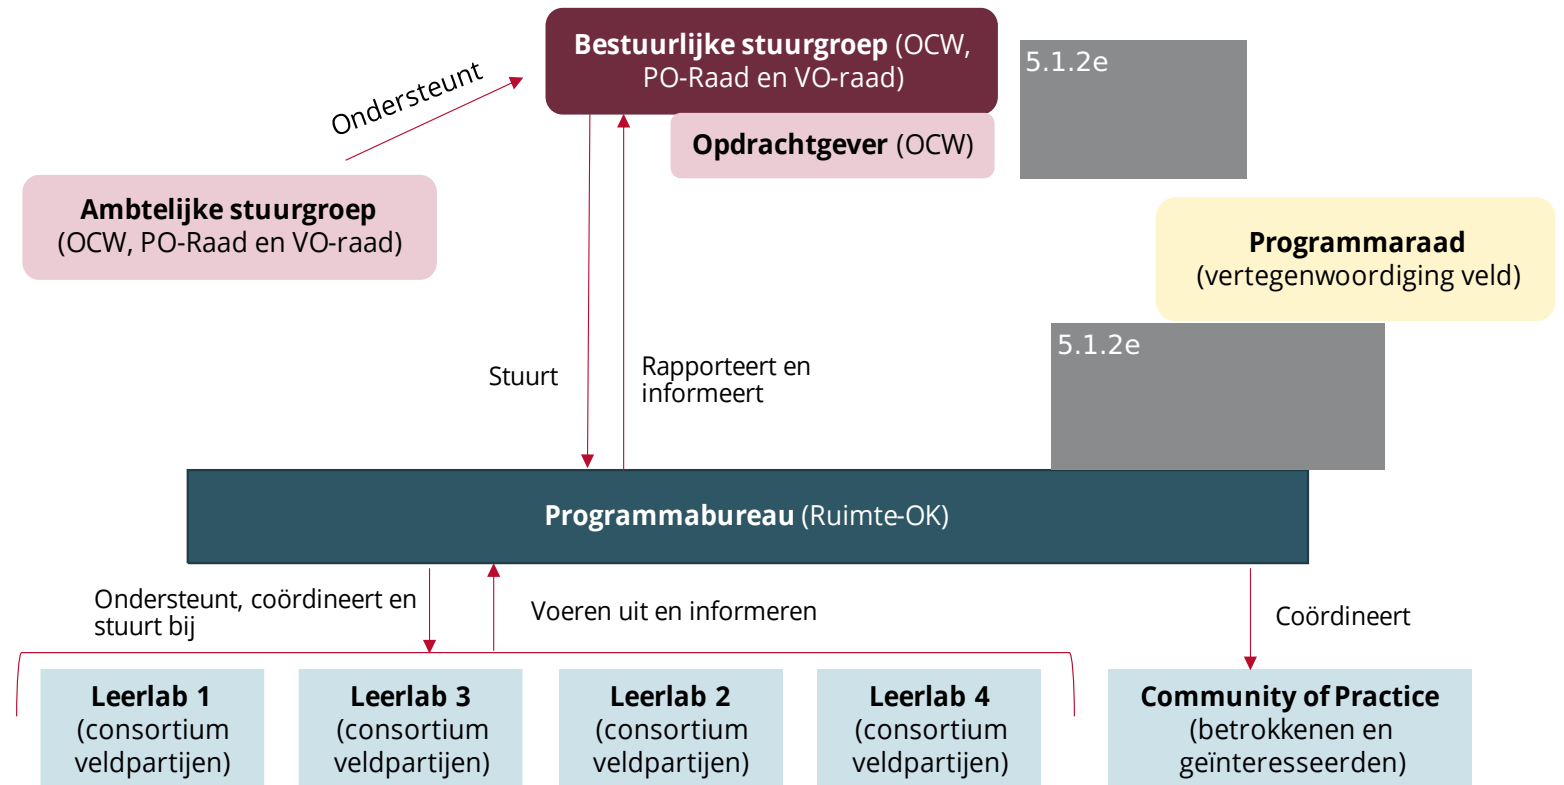 Bestuurlijke stuurgroep (OCW,
PO-Raad en VO-raad)
5.1.2e
Ondersteunt
Opdrachtgever (OCW)
Ambtelijke stuurgroep
(OCW, PO-Raad en VO-raad)
Programmaraad
(vertegenwoordiging veld)
5.1.2e
Stuurt
Rapporteert en
informeert
Programmabureau (Ruimte-OK)
Ondersteunt, coördineert en
stuurt bij
Voeren uit en informeren
Coördineert
Leerlab 1
(consortium
veldpartijen)
Leerlab 3
(consortium
veldpartijen)
Leerlab 2
(consortium
veldpartijen)
Leerlab 4
(consortium
veldpartijen)
Community of Practice
(betrokkenen en
geïnteresseerden)